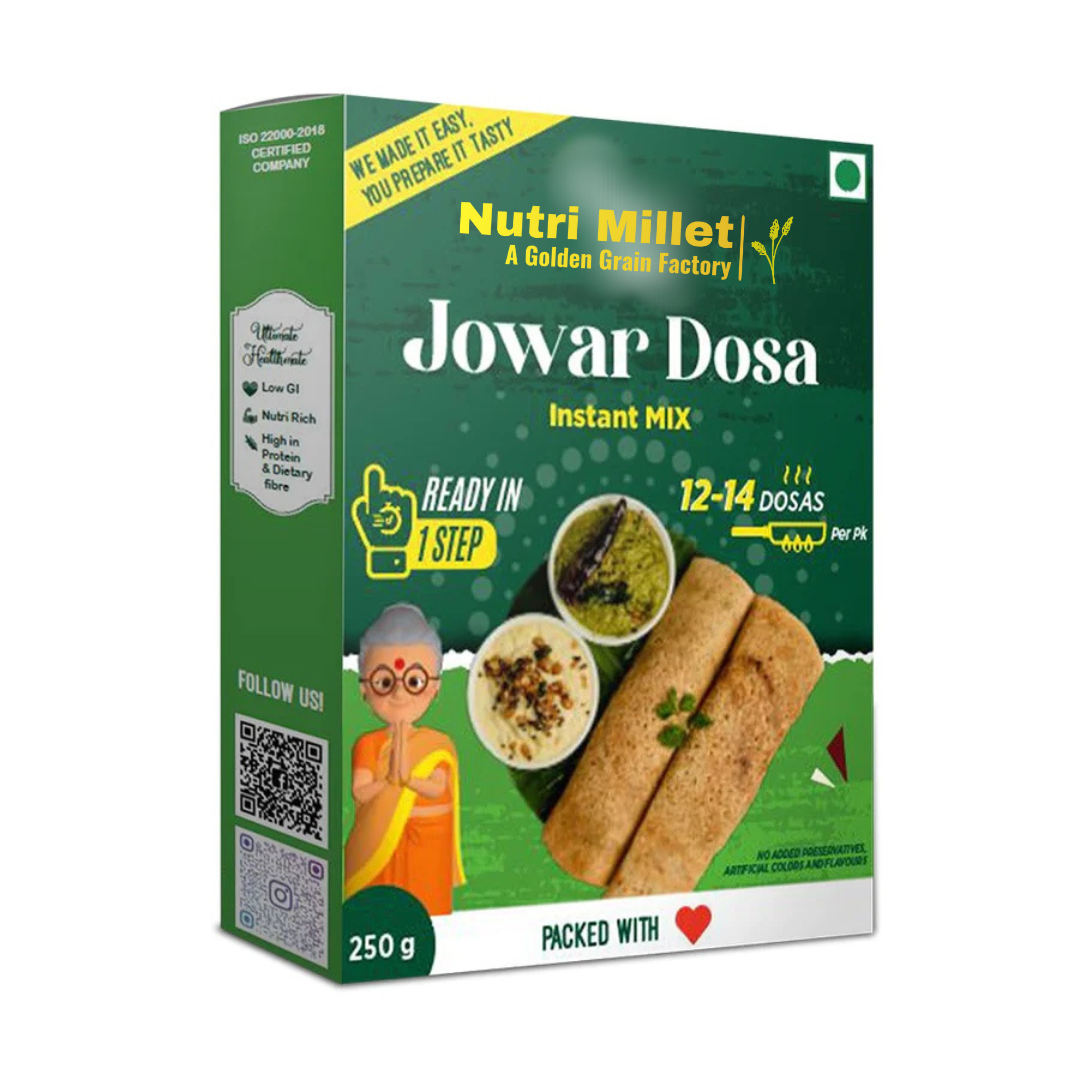 ISO 22000-2018
CERTIFIED
COMPANY
Ultimate
Healthmate
Low GI
Nutri Rich
High in
Protein
& Dietary
fibre
FOLLOW US!
WE MADE IT EASY,
YOU PREPARE IT TASTY
Nutri Millet
A Golden Grain Factory
Jowar Dosa
Instant MIX
READY IN
1 STEP
12-14 DOSAS
Per Pk
NO ADDED PRESERVATIVES,
ARTIFICIAL COLORS AND FLAVOURS
250 g
PACKED WITH